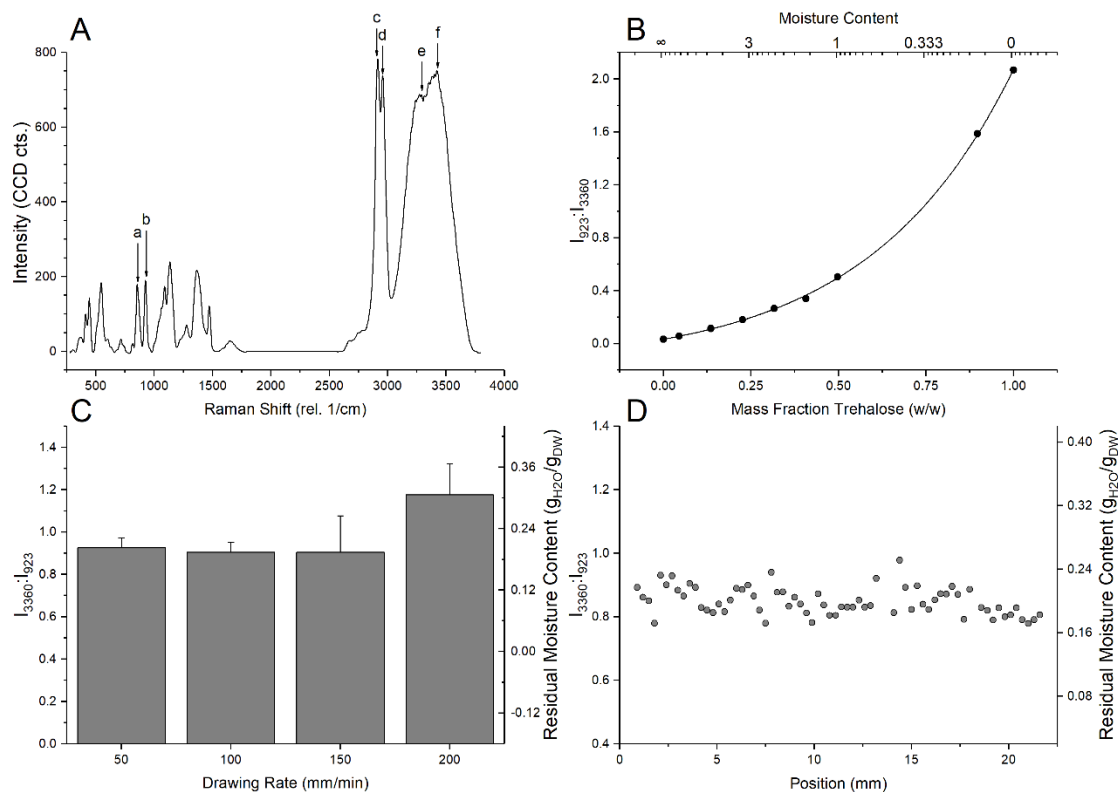 A
c
d
e
f
a
b
800
600
400
200
0
Intensity (CCD cts.)
500 1000 1500 2000 2500 3000 3500 4000
Raman Shift (rel. 1/cm)
B
Moisture Content
∞ 3 1 0.333 0
2.0
1.6
1.2
0.8
0.4
0.0
I923:I3360
0.00 0.25 0.50 0.75 1.00
Mass Fraction Trehalose (w/w)
C
1.4
1.2
1.0
0.8
0.6
0.4
0.2
0.0
I3360:I923
50 100 150 200
Drawing Rate (mm/min)
0.36
0.24
0.12
0.00
-0.12
Residual Moisture Content (gH2O/gDW)
D
1.4
1.2
1.0
0.8
0.6
0.4
I3360:I923
0 5 10 15 20
Position (mm)
0.40
0.32
0.24
0.16
0.08
Residual Moisture Content (gH2O/gDW)